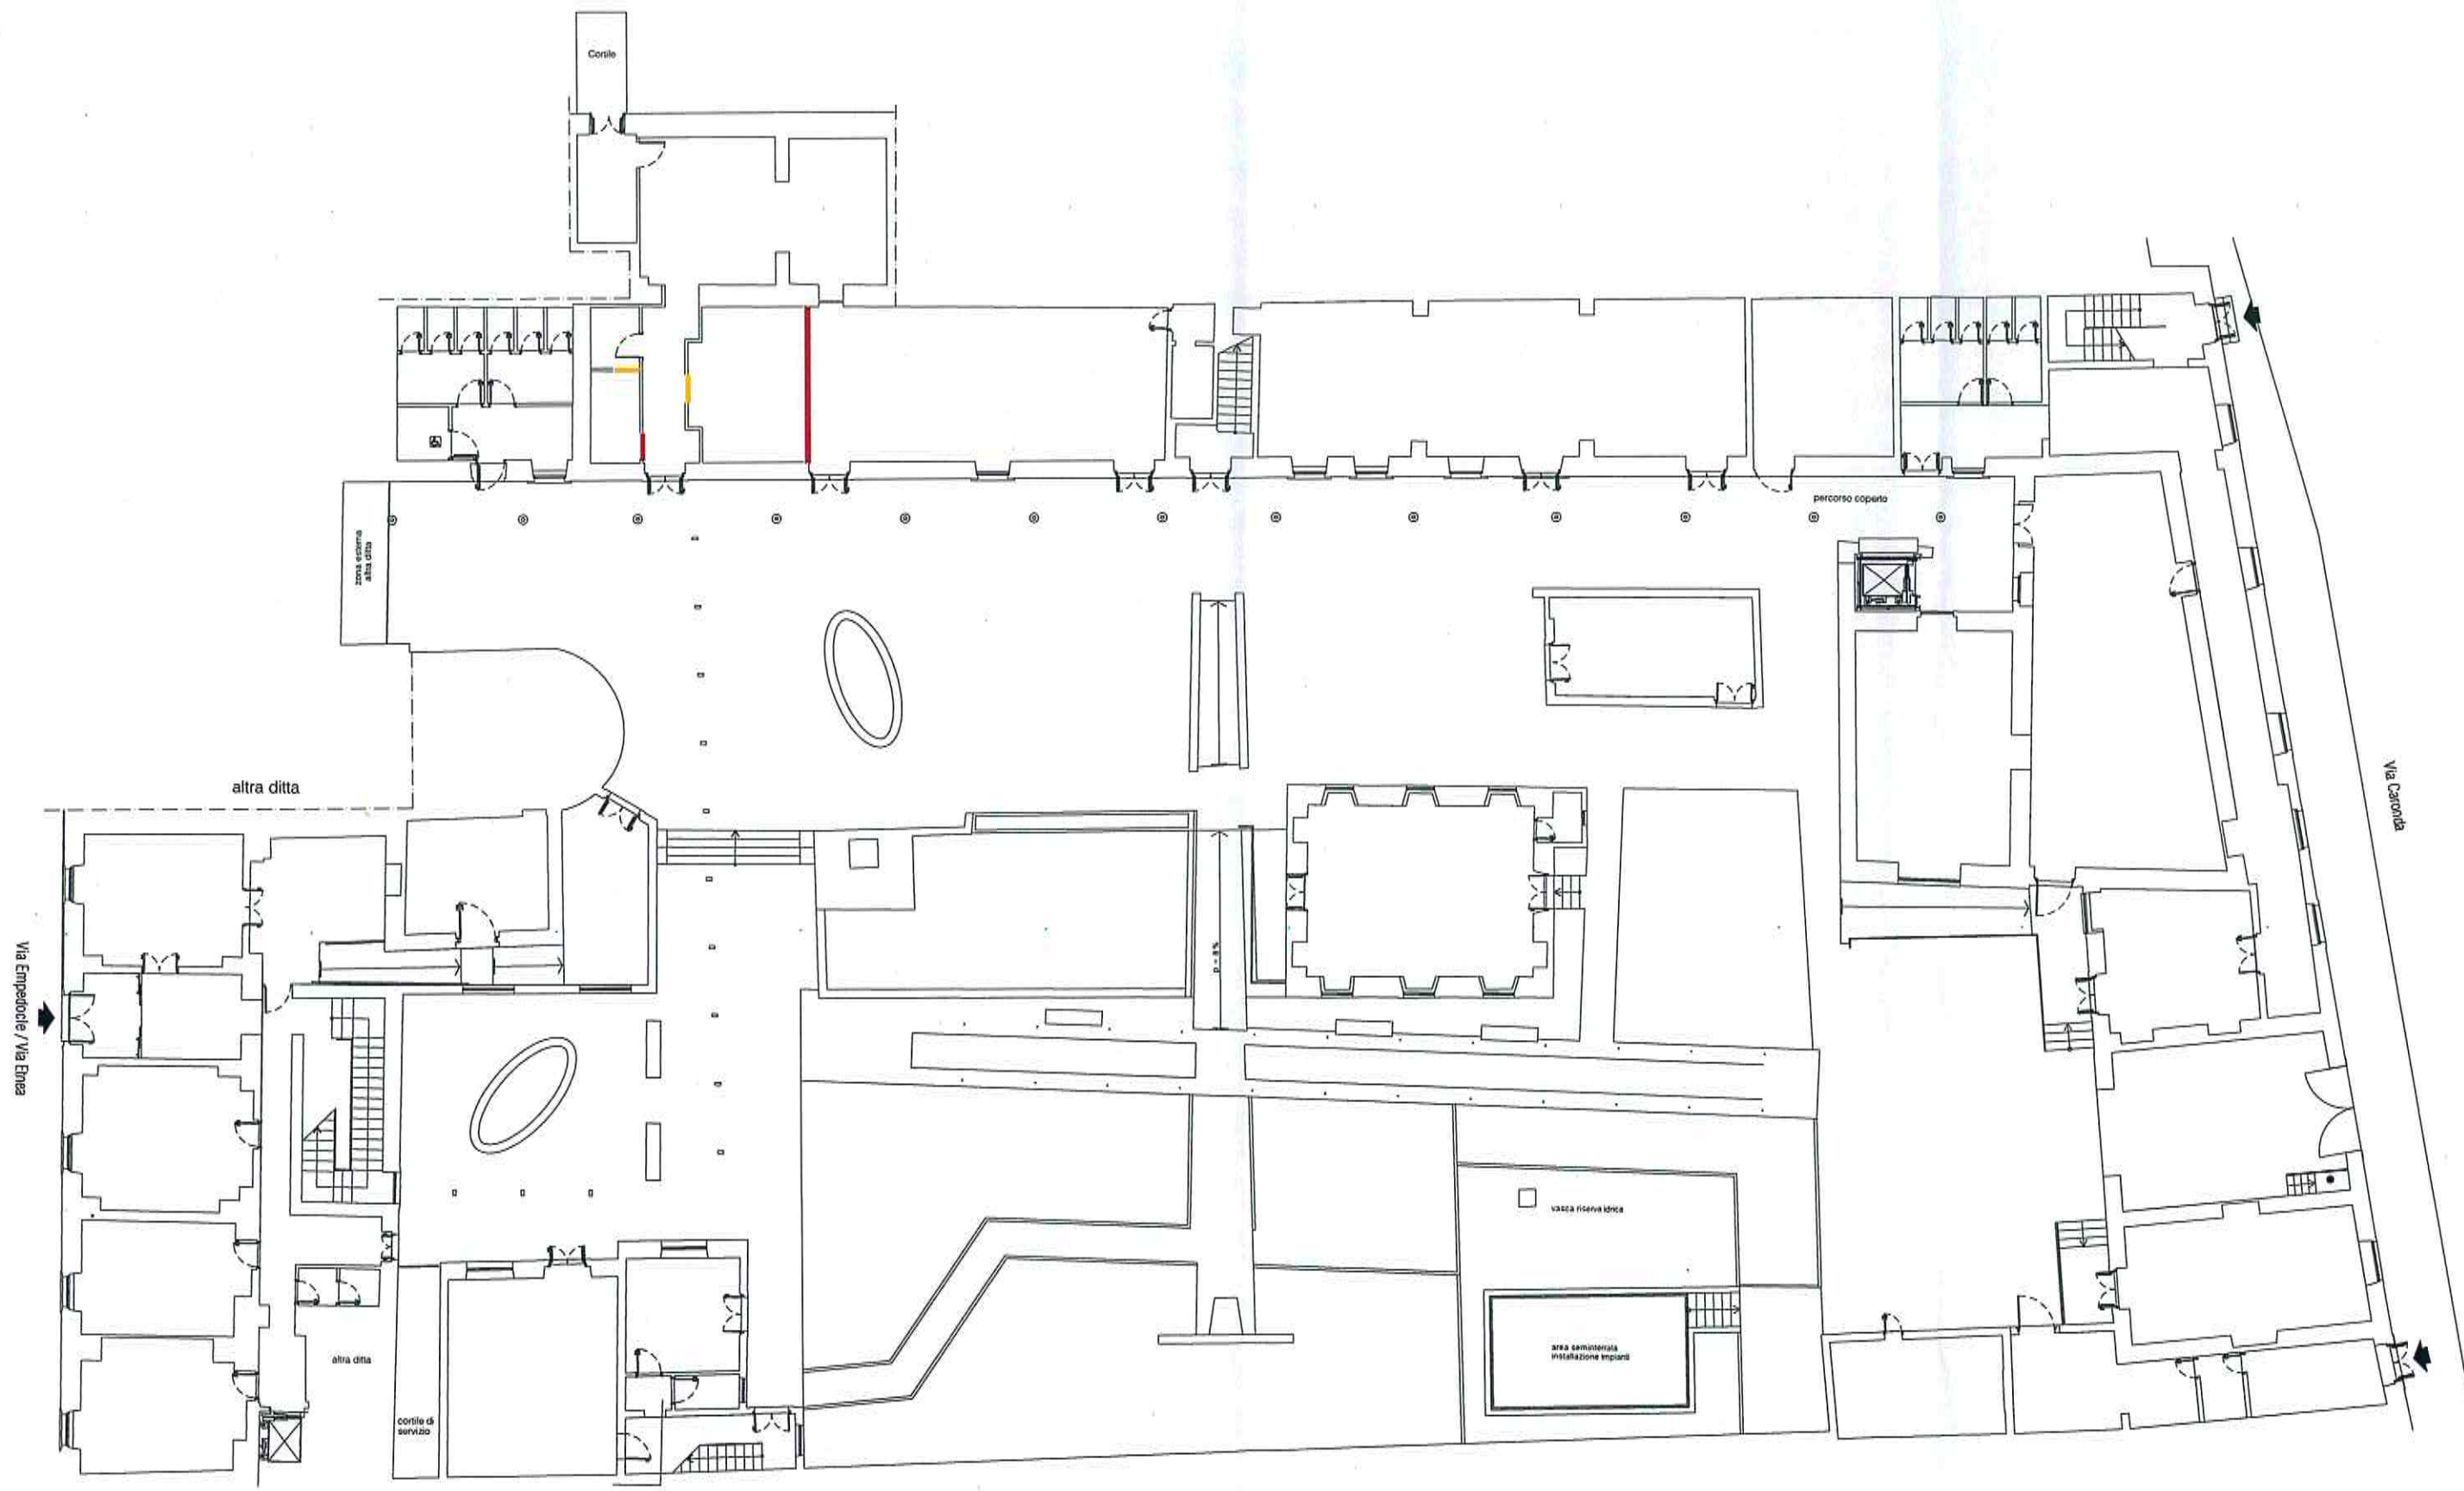 Cortile
percorso coperto
zona esterna
altra ditta
altra ditta
Via Caronda
Via Empedocle / Via Etnea
p = 8 %
vasca riserva idrica
area seminterrata
installazione impianti
altra ditta
cortile di
servizio